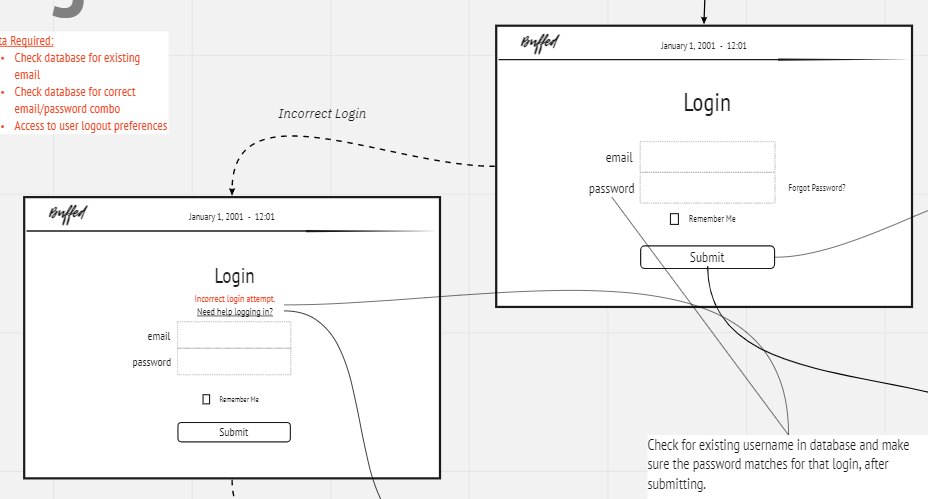 ta Required:
• Check database for existing
email
• Check database for correct
email/password combo
• Access to user logout preferences
Incorrect Login
Buffed
January 1, 2001 - 12:01
Login
email
password
Forgot Password?
Remember Me
Submit
Buffed
January 1, 2001 - 12:01
Login
Incorrect login attempt.
Need help logging in?
email
password
Remember Me
Submit
Check for existing username in database and make
sure the password matches for that login, after
submitting.